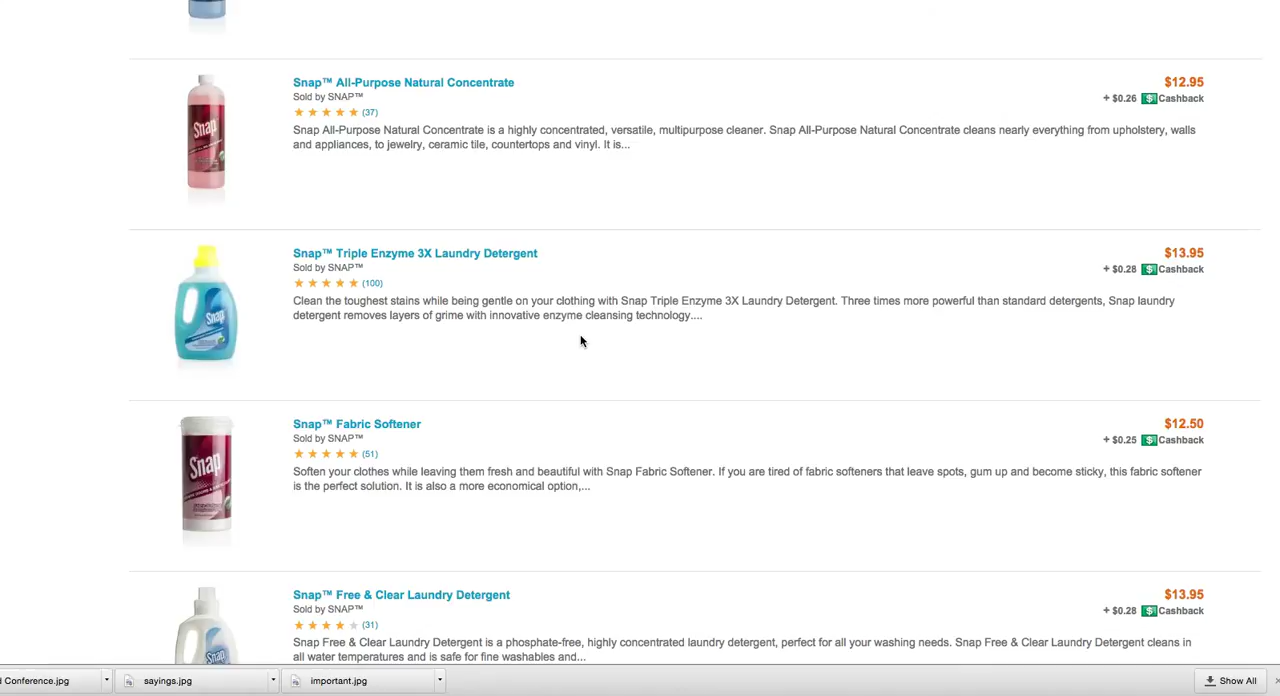 Snap™ All-Purpose Natural Concentrate
$12.95
Sold by SNAP™
+ $0.26 $ Cashback
(37)
Snap All-Purpose Natural Concentrate is a highly concentrated, versatile, multipurpose cleaner. Snap All-Purpose Natural Concentrate cleans nearly everything from upholstery, walls
and appliances, to jewelry, ceramic tile, countertops and vinyl. It is...
Snap
Snap™ Triple Enzyme 3X Laundry Detergent
$13.95
Sold by SNAP™
+ $0.28 $ Cashback
(100)
Clean the toughest stains while being gentle on your clothing with Snap Triple Enzyme 3X Laundry Detergent. Three times more powerful than standard detergents, Snap laundry
detergent removes layers of grime with innovative enzyme cleansing technology....
Snap
Snap™ Fabric Softener
$12.50
Sold by SNAP™
+ $0.25 $ Cashback
(51)
Soften your clothes while leaving them fresh and beautiful with Snap Fabric Softener. If you are tired of fabric softeners that leave spots, gum up and become sticky, this fabric softener
is the perfect solution. It is also a more economical option,...
Snap
Snap™ Free & Clear Laundry Detergent
$13.95
Sold by SNAP™
+ $0.28 $ Cashback
(31)
Snap Free & Clear Laundry Detergent is a phosphate-free, highly concentrated laundry detergent, perfect for all your washing needs. Snap Free & Clear Laundry Detergent cleans in
all water temperatures and is safe for fine washables and...
Snap
d Conference.jpg
sayings.jpg
important.jpg
Show All